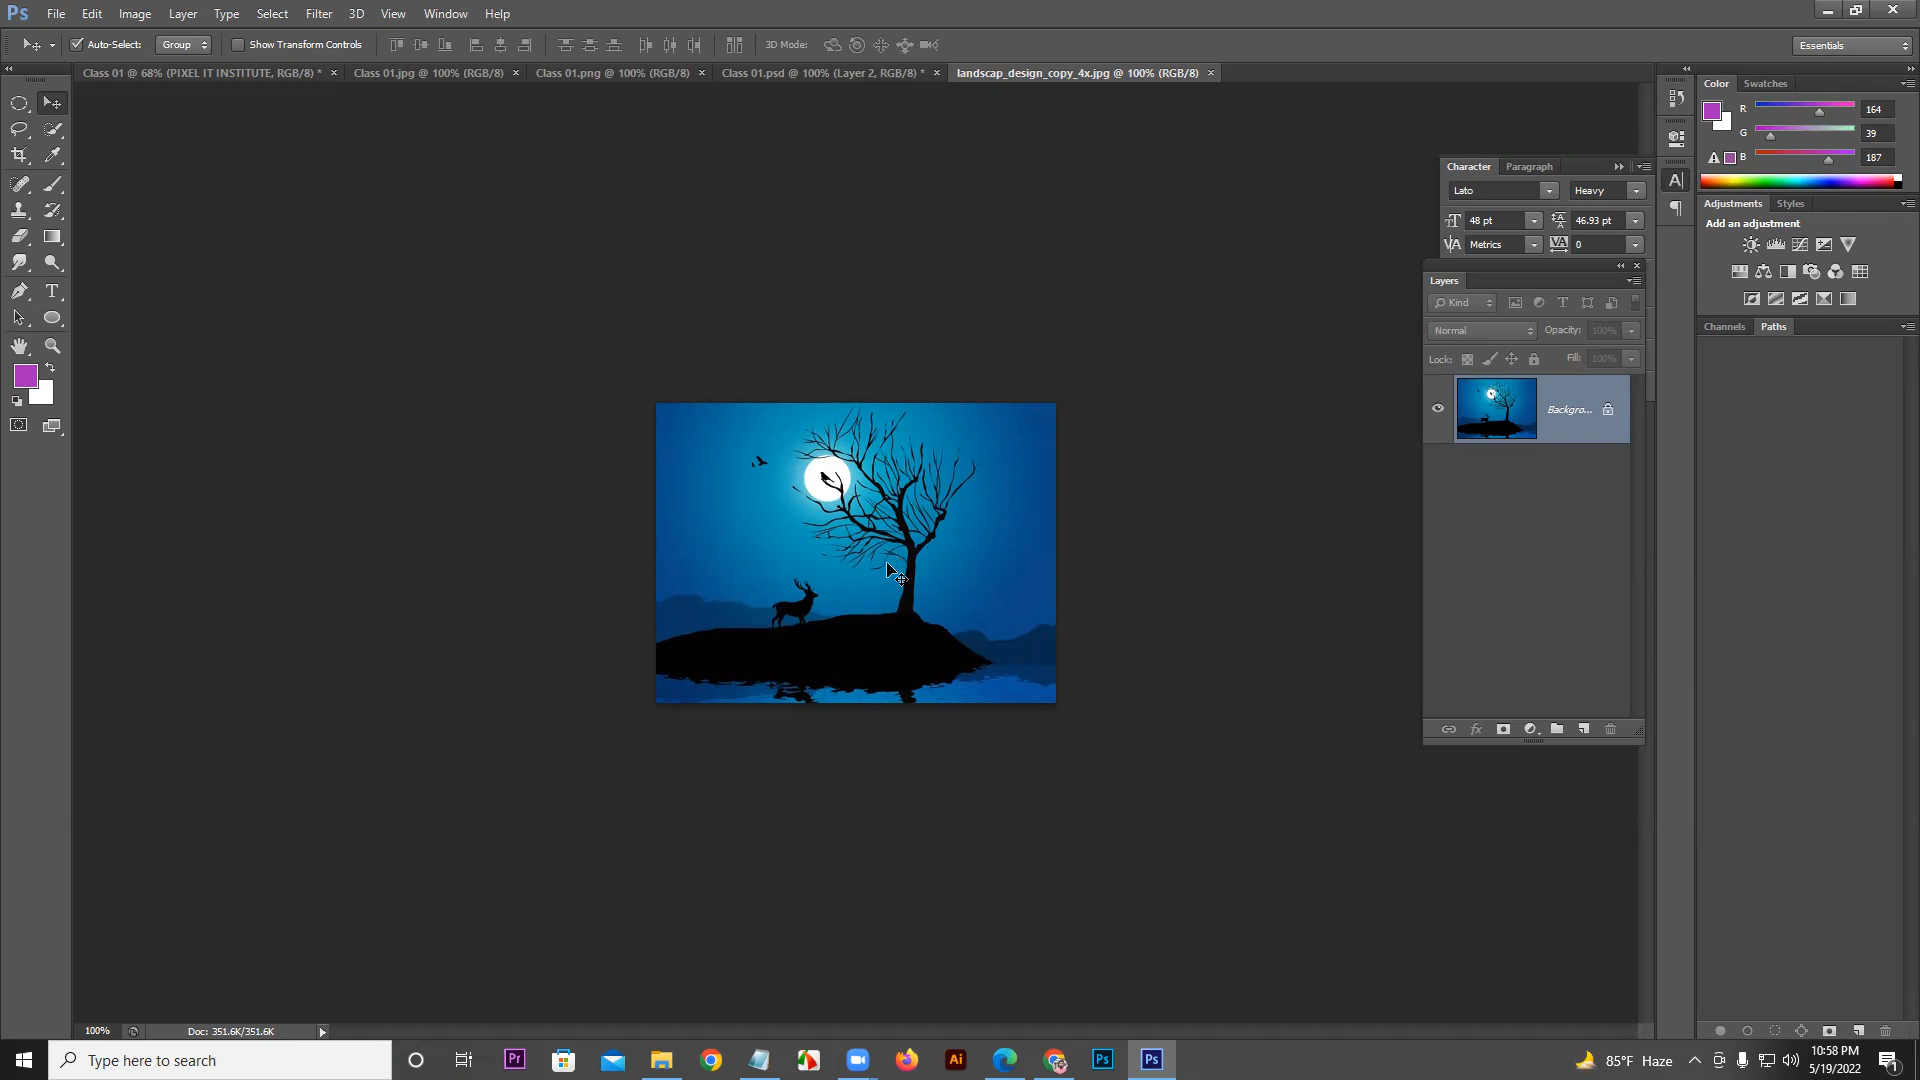 Ps File Edit Image Layer Type Select Filter 3D View Window Help
Auto-Select: Group Show Transform Controls 3D Mode: Essentials
Class 01 @ 68% (PIXEL IT INSTITUTE, RGB/8) * × Class 01.jpg @ 100% (RGB/8) × Class 01.png @ 100% (RGB/8) × Class 01.psd @ 100% (Layer 2, RGB/8) * × landscap_design_copy_4x.jpg @ 100% (RGB/8) ×
Color Swatches
R 164
G 39
B 187
Character Paragraph
Lato Heavy
48 pt 46.93 pt
Metrics 0
Adjustments Styles
Add an adjustment
Layers
Kind
Normal Opacity: 100%
Lock: Fill: 100%
Backgro...
Channels Paths
100% Doc: 351.6K/351.6K
Type here to search
Pr Ai Ps Ps
85°F Haze
10:58 PM
5/19/2022
1